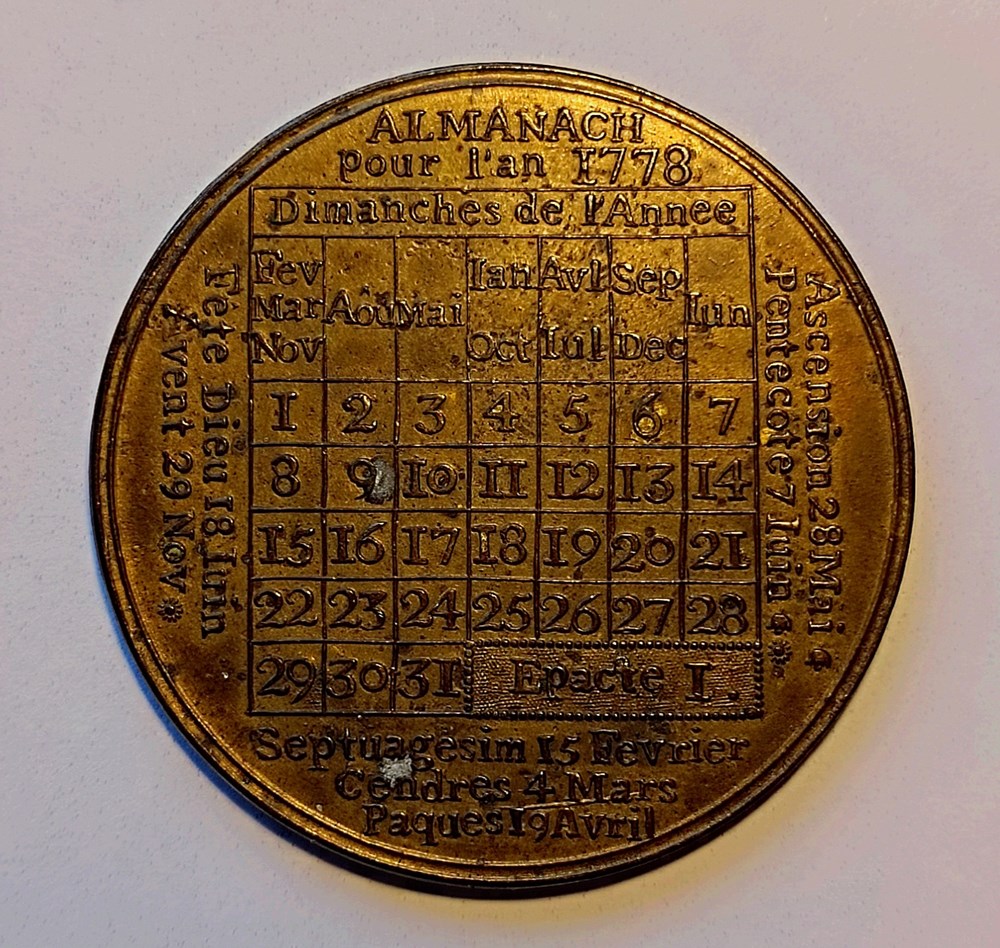 ALMANACH
pour l'an 1778
Dimanches de l'Annee
Fev Ian Avl Sep
Mar Aoû Mai Iun
Nov Oct Iul Dec
1 2 3 4 5 6 7
8 9 10 11 12 13 14
15 16 17 18 19 20 21
22 23 24 25 26 27 28
29 30 31 Epacte I.
Septuagesim 15 Fevrier
Cendres 4 Mars
Paques 19 Avril
Fete Dieu 18 Iuin
Avent 29 Nov
Ascension 28 Mai
Pentecote 7 Iuin